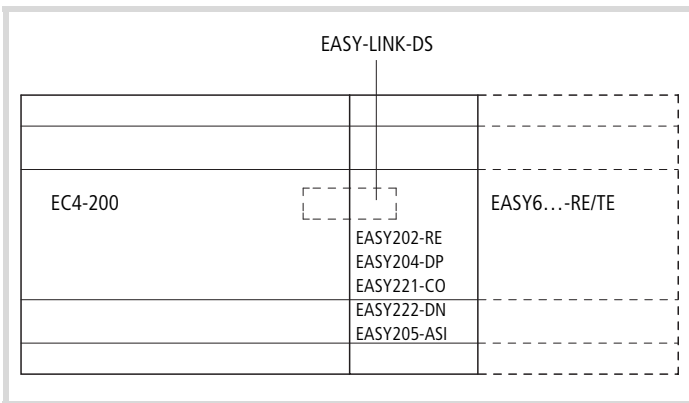 EASY-LINK-DS
EC4-200
EASY6…-RE/TE
EASY202-RE
EASY204-DP
EASY221-CO
EASY222-DN
EASY205-ASI